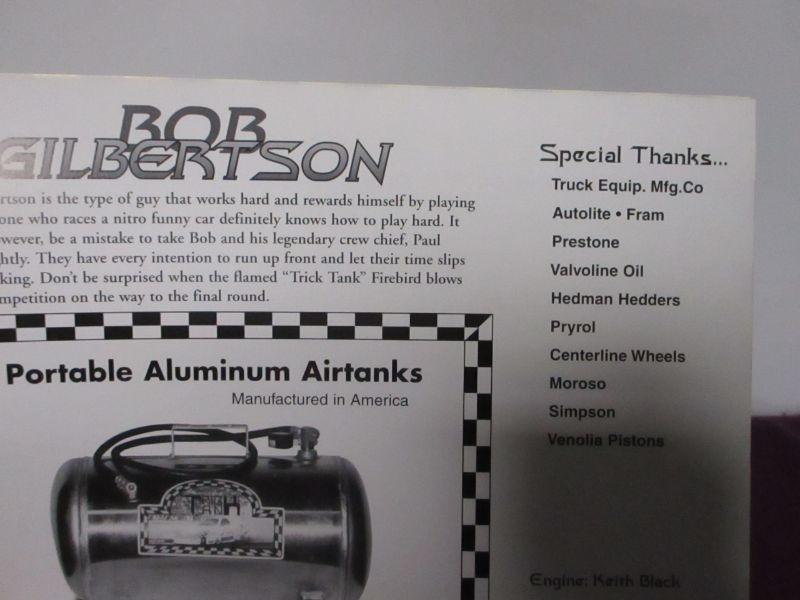 BOB
GILBERTSON
rtson is the type of guy that works hard and rewards himself by playing
one who races a nitro funny car definitely knows how to play hard. It
wever, be a mistake to take Bob and his legendary crew chief, Paul
ghtly. They have every intention to run up front and let their time slips
king. Don't be surprised when the flamed "Trick Tank" Firebird blows
mpetition on the way to the final round.
Portable Aluminum Airtanks
Manufactured in America
Special Thanks...
Truck Equip. Mfg.Co
Autolite • Fram
Prestone
Valvoline Oil
Hedman Hedders
Pryrol
Centerline Wheels
Moroso
Simpson
Venolia Pistons
Engine: Keith Black